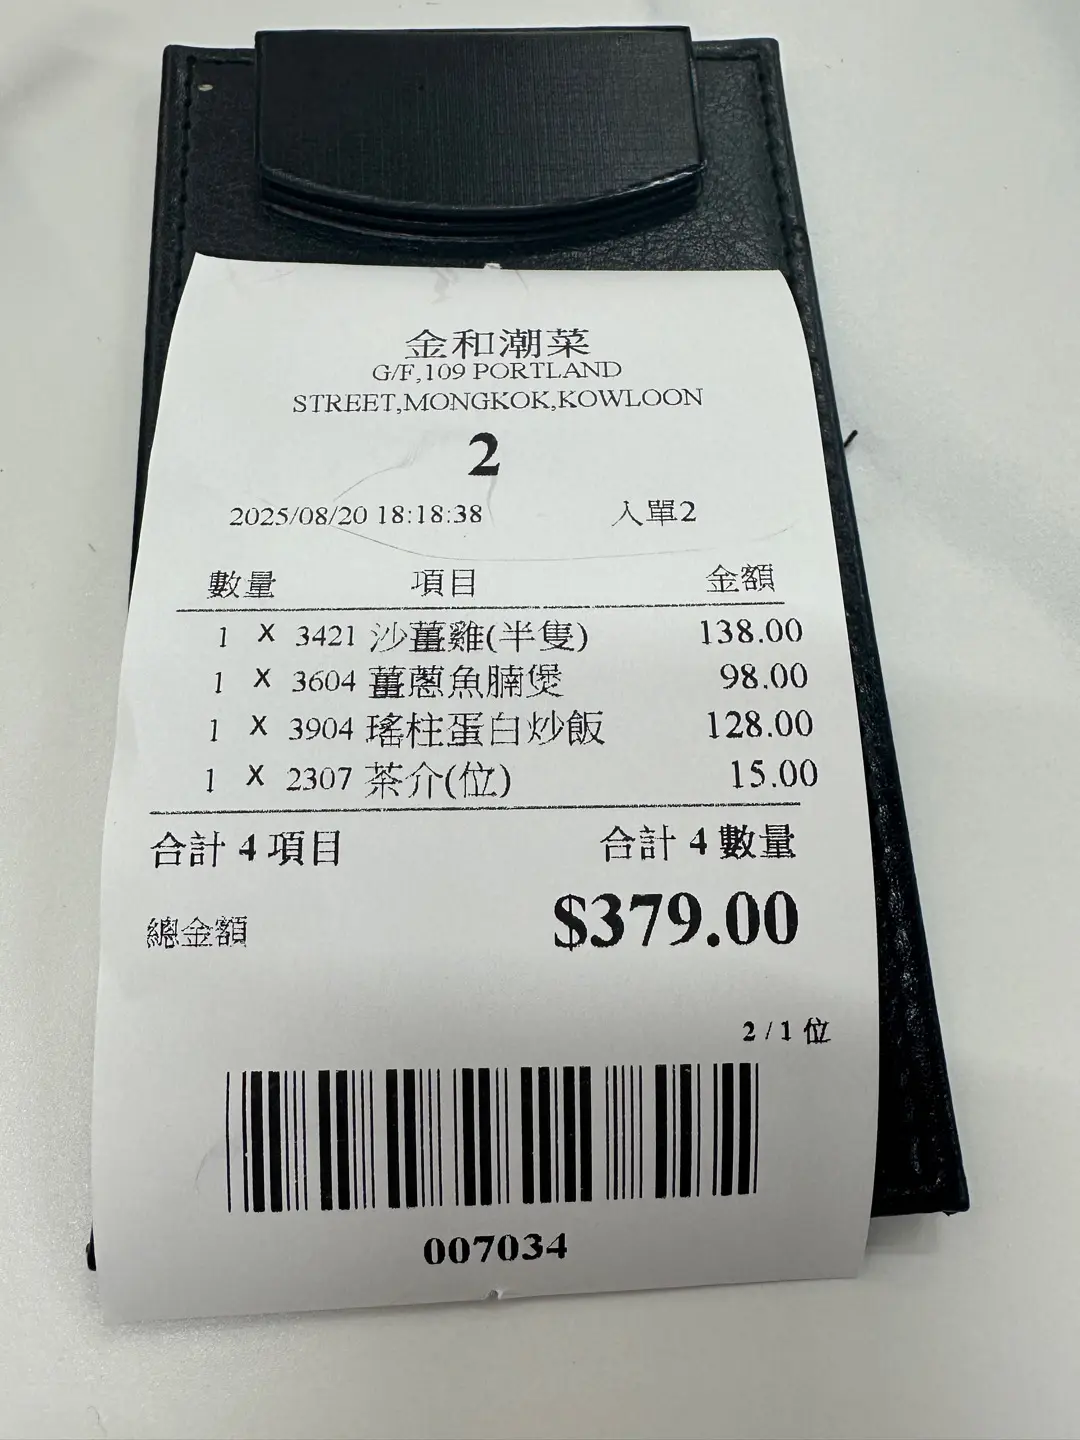 金和潮菜
G/F,109 PORTLAND
STREET,MONGKOK,KOWLOON
2
2025/08/20 18:18:38 入單2
數量 項目 金額
1 X 3421 沙薑雞(半隻) 138.00
1 X 3604 薑蔥魚腩煲 98.00
1 X 3904 瑤柱蛋白炒飯 128.00
1 X 2307 茶介(位) 15.00
合計 4 項目 合計 4 數量
總金額 $379.00
2 / 1 位
007034